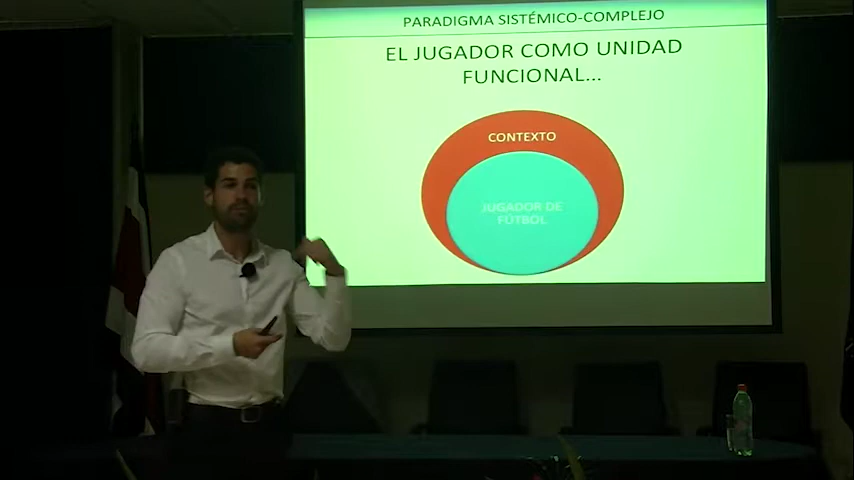 PARADIGMA SISTÉMICO-COMPLEJO
EL JUGADOR COMO UNIDAD
FUNCIONAL...
CONTEXTO
JUGADOR DE
FÚTBOL